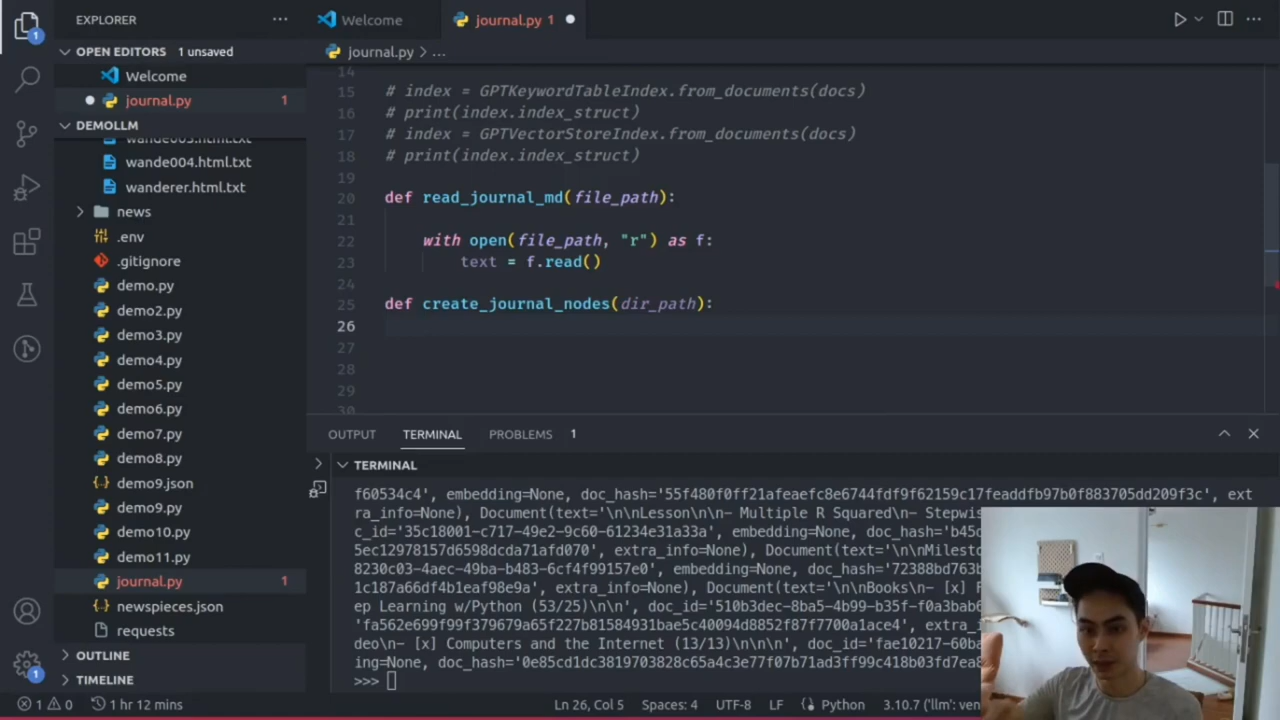 EXPLORER
Welcome
journal.py 1
OPEN EDITORS 1 unsaved
journal.py > ...
Welcome
journal.py 1
DEMOLLM
wande004.html.txt
wanderer.html.txt
news
.env
.gitignore
demo.py
demo2.py
demo3.py
demo4.py
demo5.py
demo6.py
demo7.py
demo8.py
demo9.json
demo9.py
demo10.py
demo11.py
journal.py 1
newspieces.json
requests
OUTLINE
TIMELINE
14
15 # index = GPTKeywordTableIndex.from_documents(docs)
16 # print(index.index_struct)
17 # index = GPTVectorStoreIndex.from_documents(docs)
18 # print(index.index_struct)
19
20 def read_journal_md(file_path):
21
22 with open(file_path, "r") as f:
23 text = f.read()
24
25 def create_journal_nodes(dir_path):
26
27
28
29
30
OUTPUT TERMINAL PROBLEMS 1
TERMINAL
f60534c4', embedding=None, doc_hash='55f480f0ff21afeaefc8e6744fdf9f62159c17feaddfb97b0f883705dd209f3c', ext
ra_info=None), Document(text='\n\n\nLesson\n\n- Multiple R Squared\n- Stepwis
c_id='35c18001-c717-49e2-9c60-61234e31a33a', embedding=None, doc_hash='b45c
5ec12978157d6598dcda71afd070', extra_info=None), Document(text='\n\nMilest
8230c03-4aec-49ba-b483-6cf4f99157e0', embedding=None, doc_hash='72388bd763b
1c187a66df4b1eaf98e9a', extra_info=None), Document(text='\n\nBooks\n- [x] F
ep Learning w/Python (53/25)\n\n', doc_id='510b3dec-8ba5-4b99-b35f-f0a3bab6
'fa562e699f99f379679a65f227b81584931bae5c40094d8852f87f7700a1ace4', extra_i
deo\n- [x] Computers and the Internet (13/13)\n\n\n', doc_id='fae10217-60ba
ing=None, doc_hash='0e85cd1dc3819703828c65a4c3e77f07b71ad3ff99c418b03fd7ea8
>>>
1
1
1 0 1 hr 12 mins
Ln 26, Col 5 Spaces: 4 UTF-8 LF Python 3.10.7 ('llm': ven